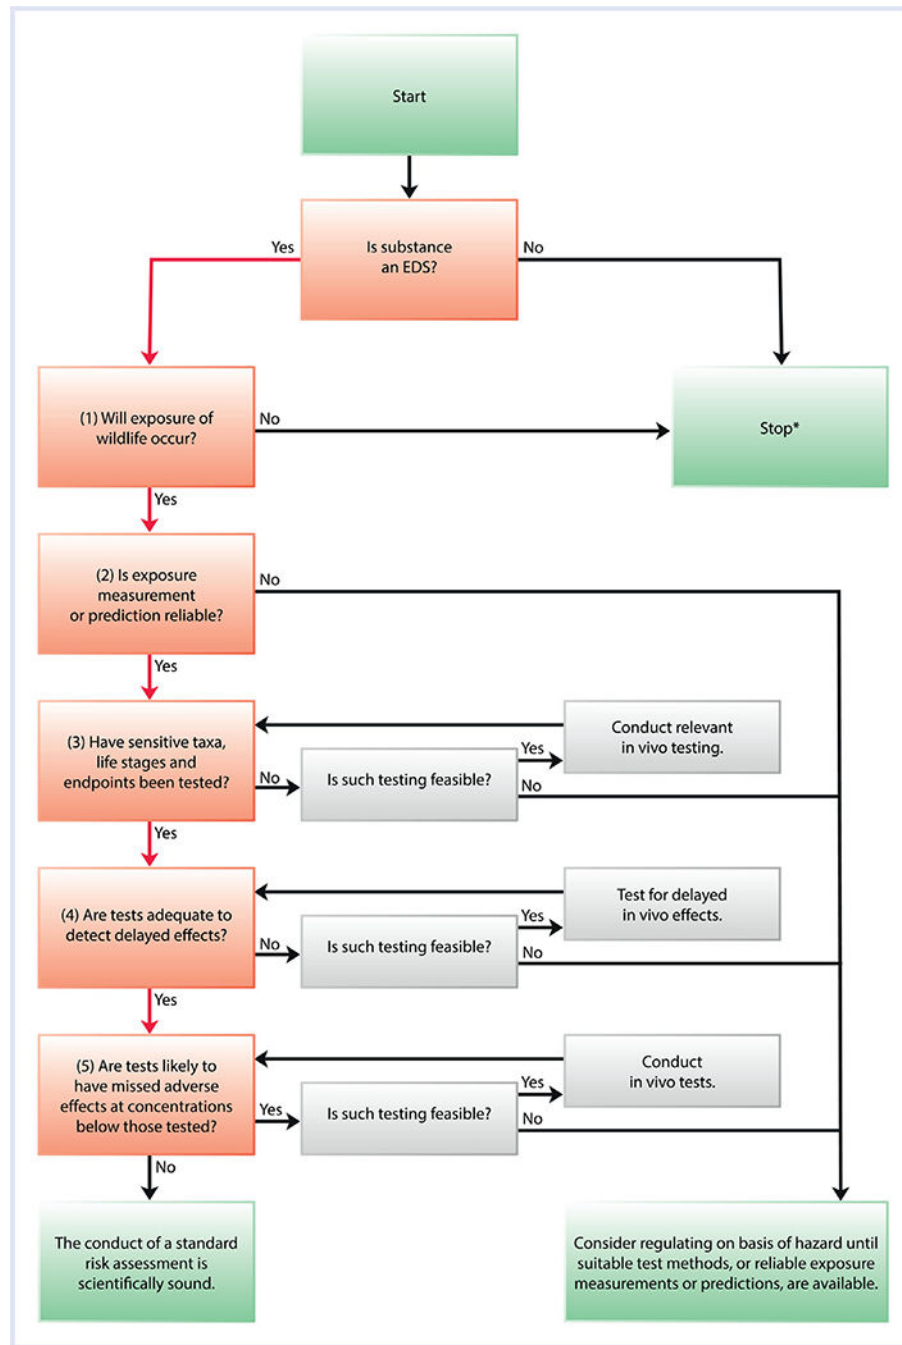 Start
Is substance
an EDS?
Yes
No
(1) Will exposure of
wildlife occur?
No
Stop*
Yes
(2) Is exposure
measurement
or prediction reliable?
No
Yes
(3) Have sensitive taxa,
life stages and
endpoints been tested?
No
Is such testing feasible?
Yes
Conduct relevant
in vivo testing.
No
Yes
(4) Are tests adequate to
detect delayed effects?
No
Is such testing feasible?
Yes
Test for delayed
in vivo effects.
No
Yes
(5) Are tests likely to
have missed adverse
effects at concentrations
below those tested?
Yes
Is such testing feasible?
Yes
Conduct
in vivo tests.
No
No
The conduct of a standard
risk assessment is
scientifically sound.
Consider regulating on basis of hazard until
suitable test methods, or reliable exposure
measurements or predictions, are available.